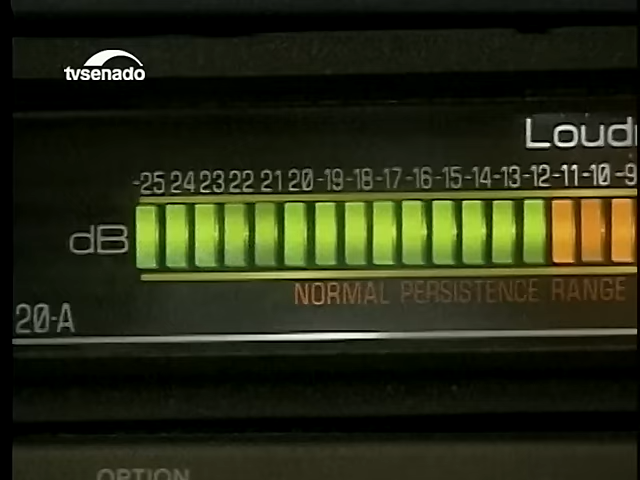 tvsenado
Loud
-25 24 23 22 21 20 -19 -18 -17 -16 -15 -14 -13 -12 -11 -10 -9
dB
NORMAL PERSISTENCE RANGE
20-A
OPTION